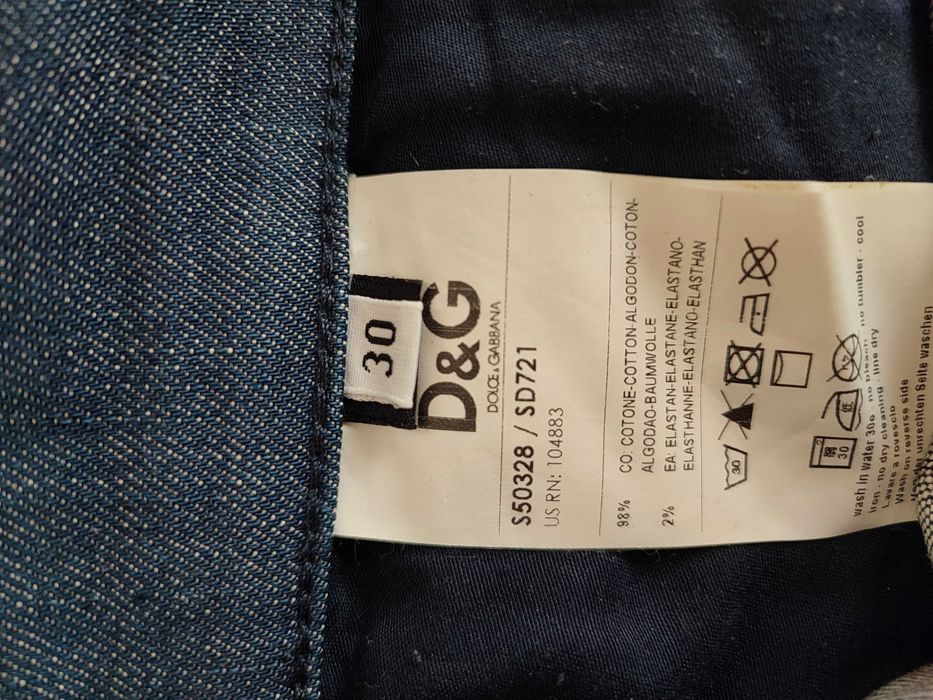 30
D&G
DOLCE & GABBANA
S50328 / SD721
US RN: 104883
98% CO: COTONE-COTTON-ALGODON-COTON-
ALGODAO-BAUMWOLLE
2% EA: ELASTAN-ELASTANE-ELASTANO-
ELASTHANNE-ELASTANO-ELASTHAN
30
30
wash in water 30° - no bleach - no tumbler - cool
iron - no dry cleaning - line dry
Lavare a rovescio
Wash on reverse side
unrechten Seite waschen